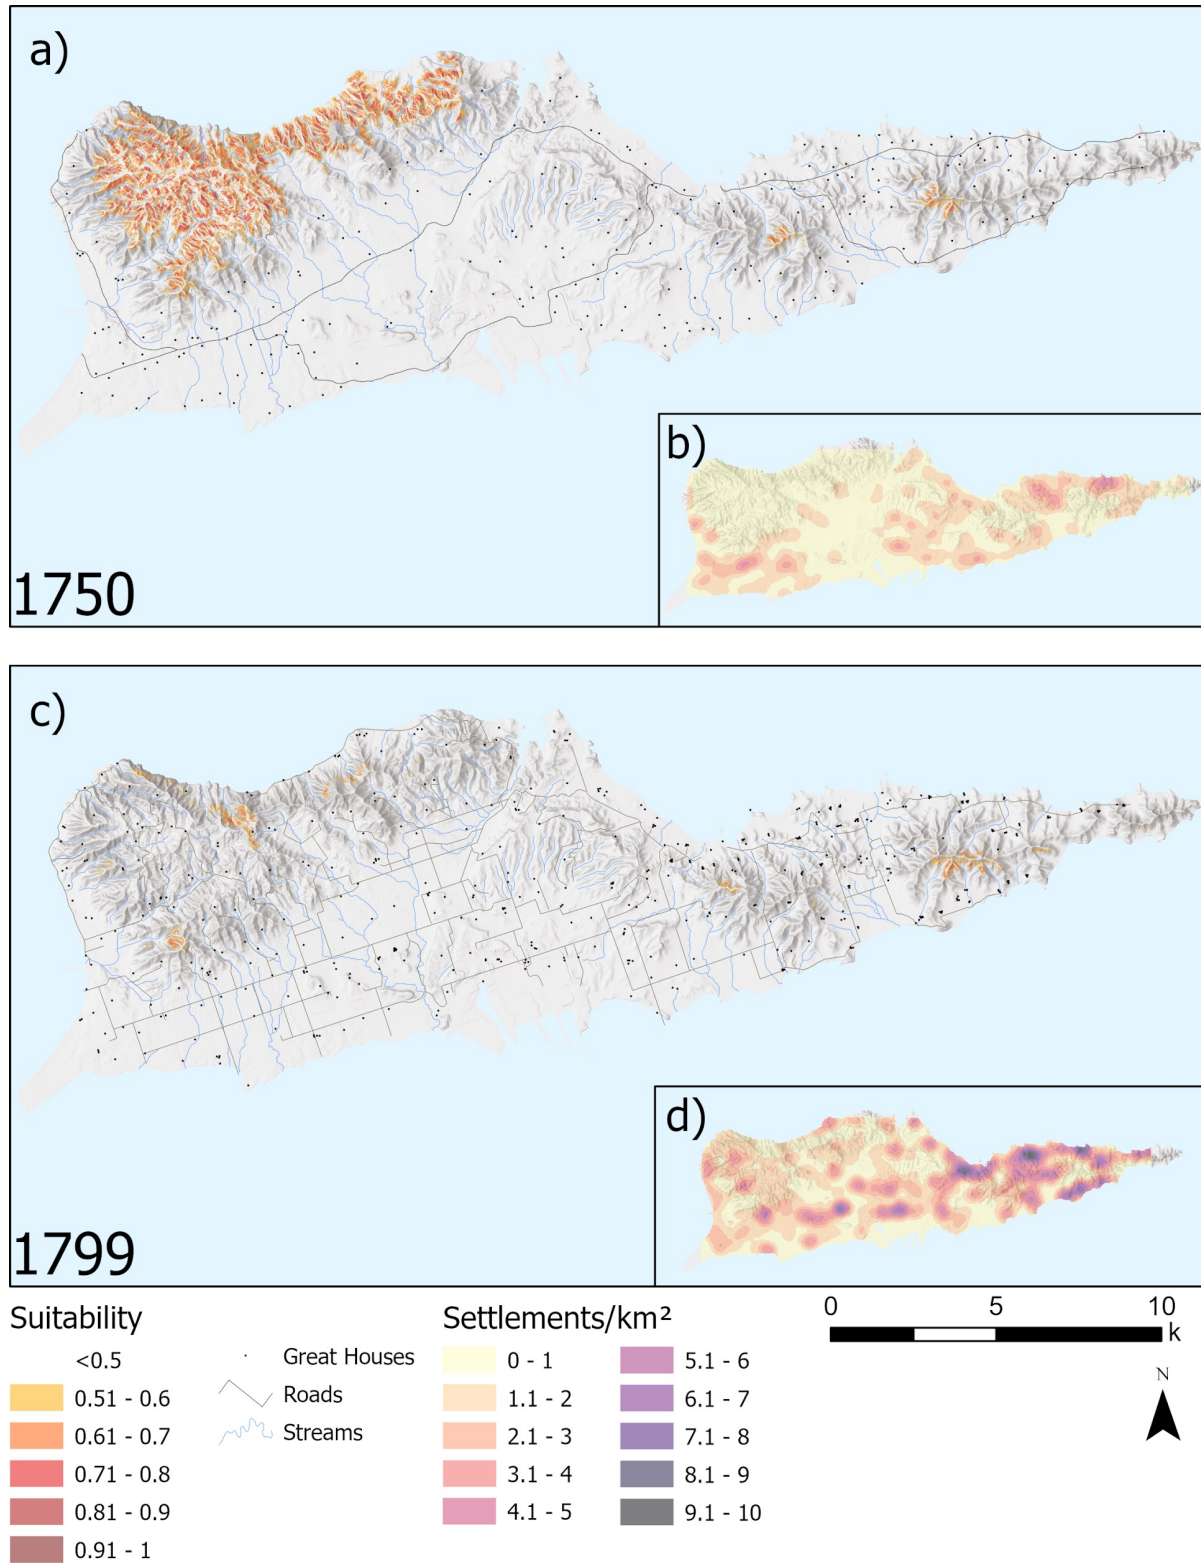 a)
b)
1750
c)
d)
1799
Suitability
<0.5
0.51 - 0.6
0.61 - 0.7
0.71 - 0.8
0.81 - 0.9
0.91 - 1
Great Houses
Roads
Streams
Settlements/km²
0 - 1
1.1 - 2
2.1 - 3
3.1 - 4
4.1 - 5
5.1 - 6
6.1 - 7
7.1 - 8
8.1 - 9
9.1 - 10
0 5 10
k
N